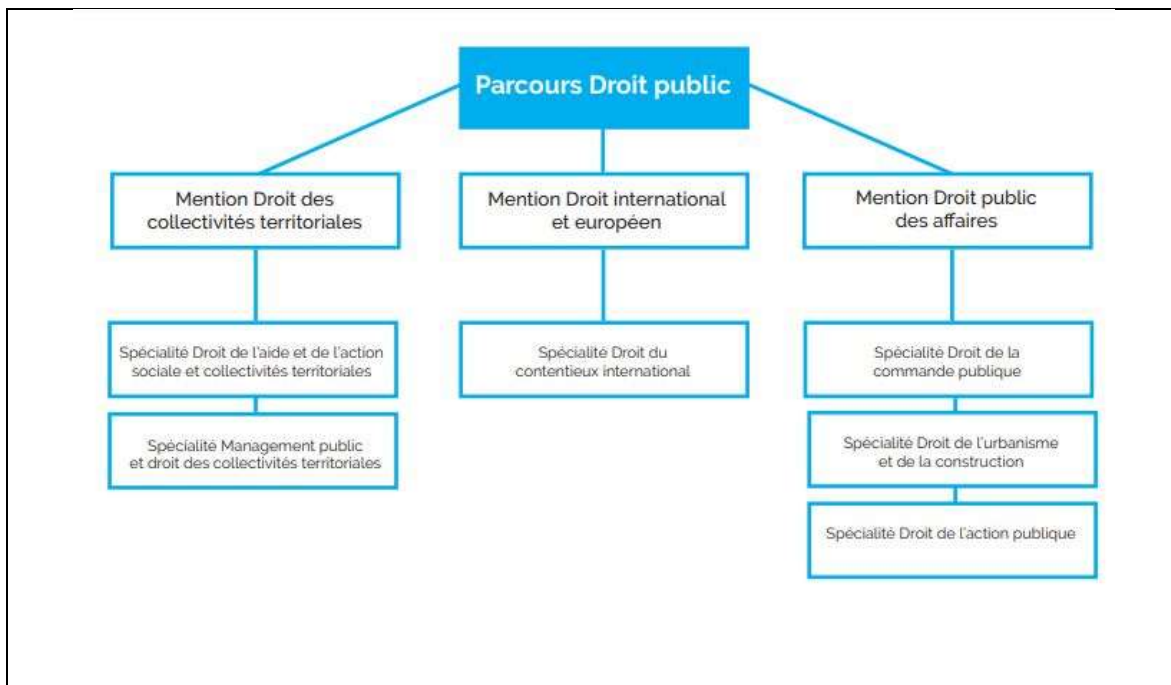 Parcours Droit public
Mention Droit des
collectivités territoriales
Spécialité Droit de l'aide et de l'action
sociale et collectivités territoriales
Spécialité Management public
et droit des collectivités territoriales
Mention Droit international
et européen
Spécialité Droit du
contentieux international
Mention Droit public
des affaires
Spécialité Droit de la
commande publique
Spécialité Droit de l'urbanisme
et de la construction
Spécialité Droit de l'action publique